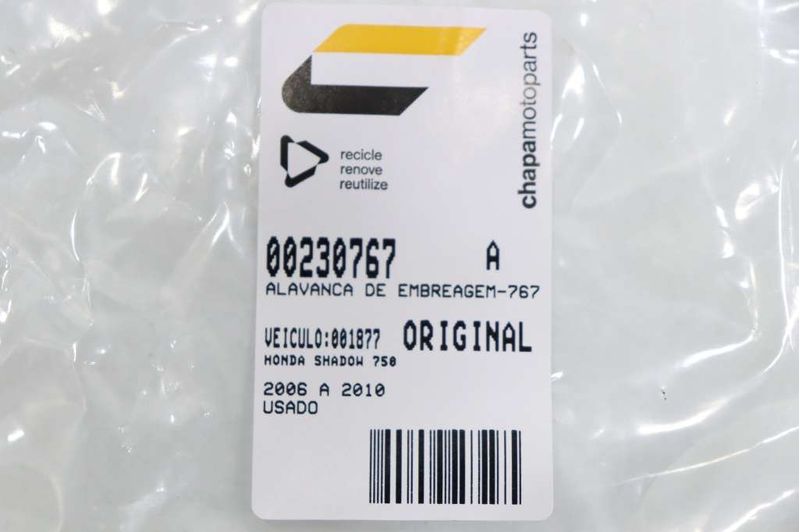 chapamotoparts
recicle
renove
reutilize
00230767 A
ALAVANCA DE EMBREAGEM-767
VEICULO:001877 ORIGINAL
HONDA SHADOW 750
2006 A 2010
USADO